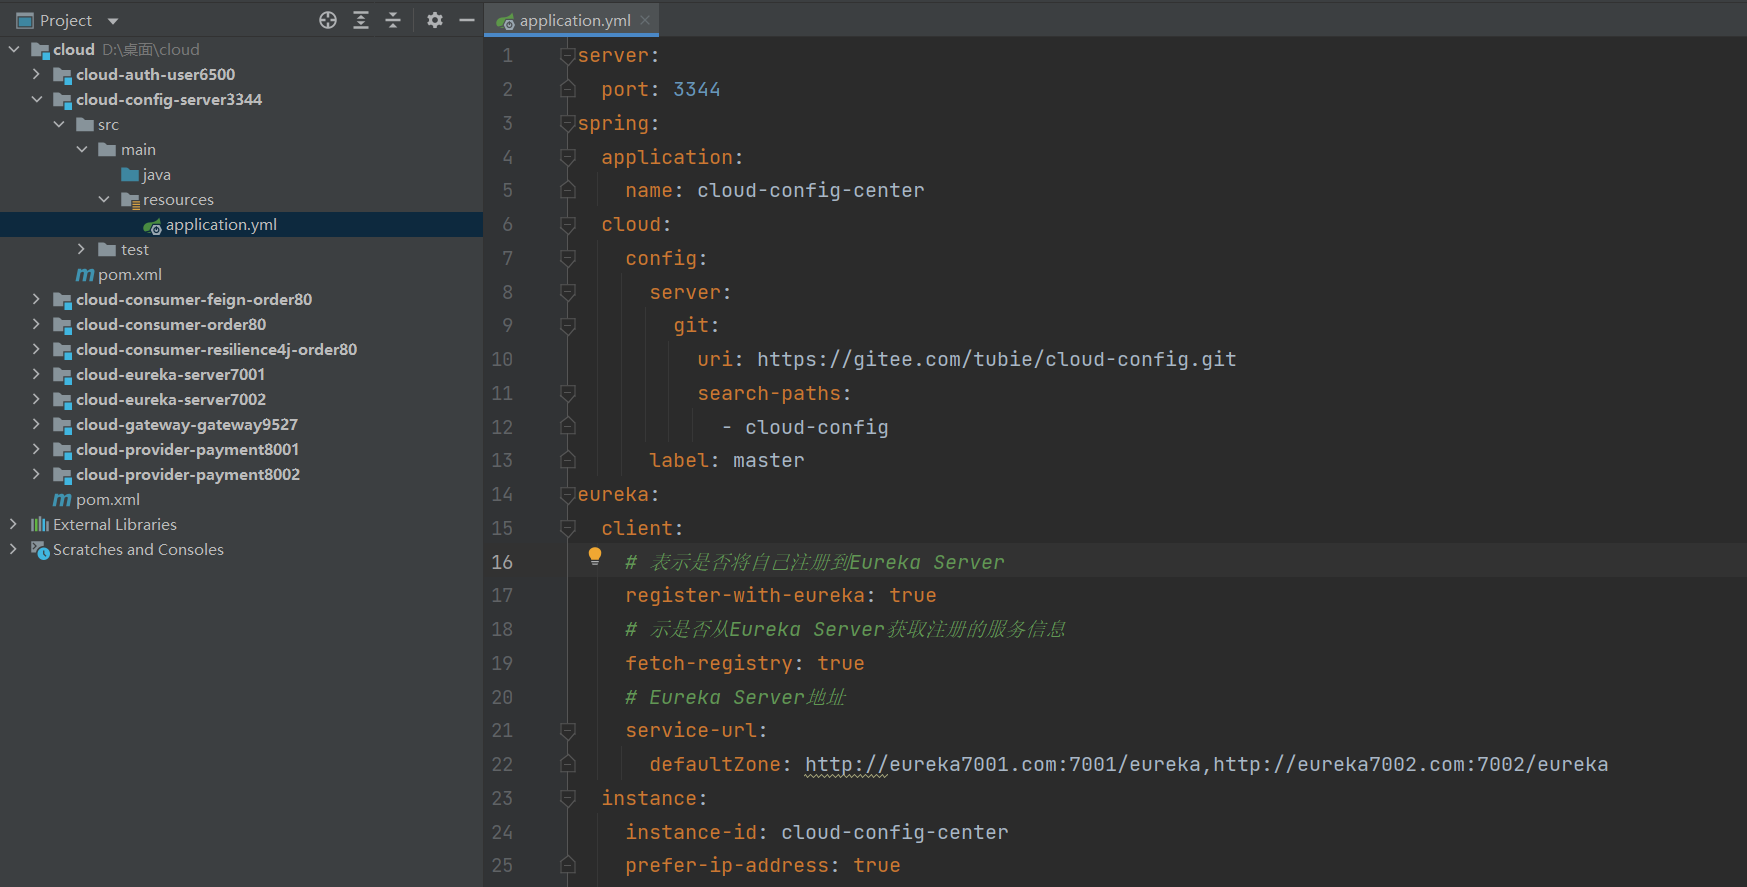 Project
cloud D:\桌面\cloud
cloud-auth-user6500
cloud-config-server3344
src
main
java
resources
application.yml
test
pom.xml
cloud-consumer-feign-order80
cloud-consumer-order80
cloud-consumer-resilience4j-order80
cloud-eureka-server7001
cloud-eureka-server7002
cloud-gateway-gateway9527
cloud-provider-payment8001
cloud-provider-payment8002
pom.xml
External Libraries
Scratches and Consoles
application.yml
1 server:
2 port: 3344
3 spring:
4 application:
5 name: cloud-config-center
6 cloud:
7 config:
8 server:
9 git:
10 uri: https://gitee.com/tubie/cloud-config.git
11 search-paths:
12 - cloud-config
13 label: master
14 eureka:
15 client:
16 # 表示是否将自己注册到Eureka Server
17 register-with-eureka: true
18 # 示是否从Eureka Server获取注册的服务信息
19 fetch-registry: true
20 # Eureka Server地址
21 service-url:
22 defaultZone: http://eureka7001.com:7001/eureka,http://eureka7002.com:7002/eureka
23 instance:
24 instance-id: cloud-config-center
25 prefer-ip-address: true